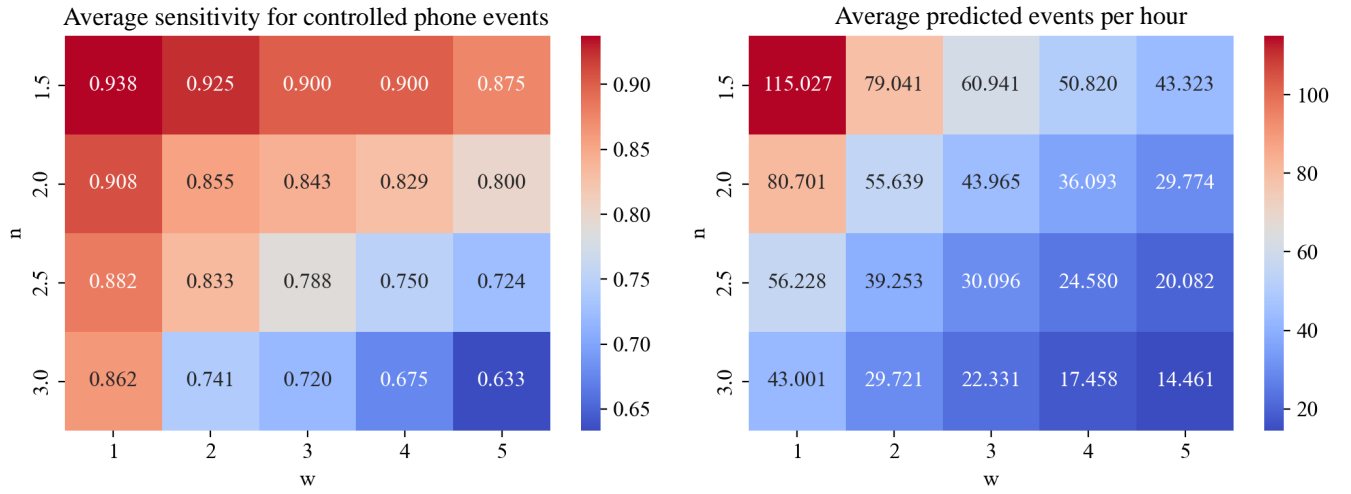 Average sensitivity for controlled phone events
1.5 0.938 0.925 0.900 0.900 0.875 0.90
2.0 0.908 0.855 0.843 0.829 0.800 0.85
0.80
n
2.5 0.882 0.833 0.788 0.750 0.724 0.75
0.70
3.0 0.862 0.741 0.720 0.675 0.633 0.65
1 2 3 4 5
w
Average predicted events per hour
1.5 115.027 79.041 60.941 50.820 43.323 100
2.0 80.701 55.639 43.965 36.093 29.774 80
n
60
2.5 56.228 39.253 30.096 24.580 20.082 40
3.0 43.001 29.721 22.331 17.458 14.461 20
1 2 3 4 5
w